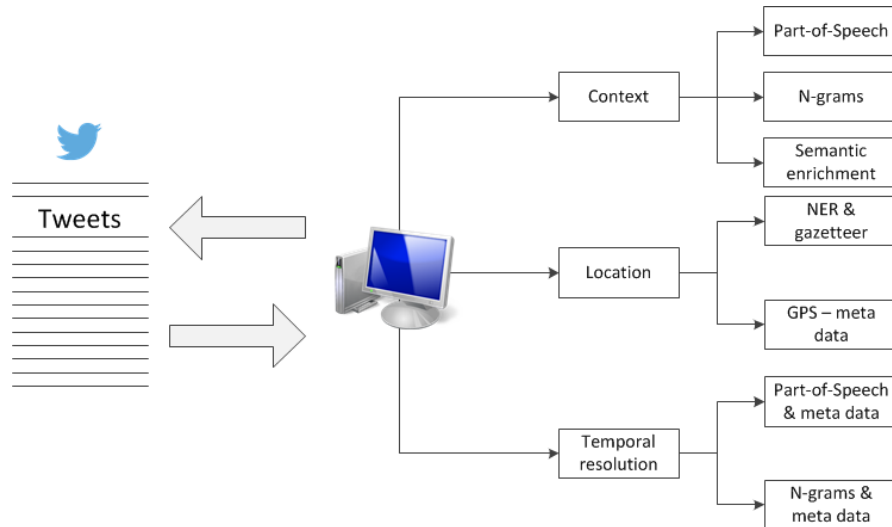 Tweets
Context
Part-of-Speech
N-grams
Semantic
enrichment
Location
NER &
gazetteer
GPS – meta
data
Temporal
resolution
Part-of-Speech
& meta data
N-grams &
meta data